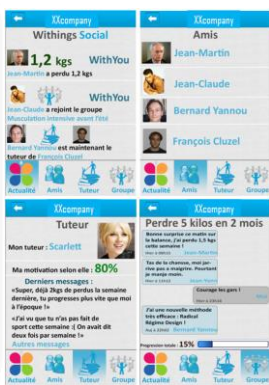 XXcompany
Withings Social
1,2 kgs WithYou
Jean-Martin a perdu 1,2 kgs
WithYou
Jean-Claude a rejoint le groupe
Musculation intensive avant l'été
Bernard Yannou est maintenant le
tuteur de François Cluzel
Actualité Amis Tuteur Groupe
XXcompany
Amis
Jean-Martin
Jean-Claude
Bernard Yannou
François Cluzel
Actualité Amis Tuteur Groupe
XXcompany
Tuteur
Mon tuteur : Scarlett
Ma motivation selon elle : 80%
Derniers messages :
«Super, déjà 2kgs de perdus la semaine
dernière, tu progresses plus vite que moi
à l'époque !»
«J'ai vu que tu n'as pas fait de
sport cette semaine :( On avait dit
deux fois par semaine !»
Autres messages
Actualité Amis Tuteur Groupe
XXcompany
Perdre 5 kilos en 2 mois
Bonne surprise ce matin sur
la balance, j'ai perdu 1,5 kgs
cette semaine !
Jean-Martin
Tas de la chance, moi j'ar-
rive pas à maigrir. Pourtant
je mange moin.
Courage les gars !
Moi
J'ai une nouvelle méthode
très efficace : Radical
Régime Design !
Bernard Yannou
Progression totale : 15%
Actualité Amis Tuteur Groupe